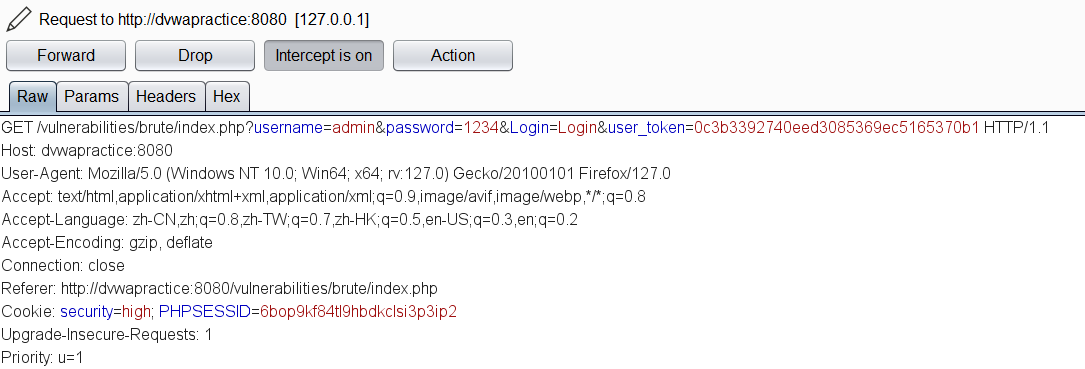 Request to http://dvwapractice:8080 [127.0.0.1]
Forward Drop Intercept is on Action
Raw Params Headers Hex
GET /vulnerabilities/brute/index.php?username=admin&password=1234&Login=Login&user_token=0c3b3392740eed3085369ec5165370b1 HTTP/1.1
Host: dvwapractice:8080
User-Agent: Mozilla/5.0 (Windows NT 10.0; Win64; x64; rv:127.0) Gecko/20100101 Firefox/127.0
Accept: text/html,application/xhtml+xml,application/xml;q=0.9,image/avif,image/webp,*/*;q=0.8
Accept-Language: zh-CN,zh;q=0.8,zh-TW;q=0.7,zh-HK;q=0.5,en-US;q=0.3,en;q=0.2
Accept-Encoding: gzip, deflate
Connection: close
Referer: http://dvwapractice:8080/vulnerabilities/brute/index.php
Cookie: security=high; PHPSESSID=6bop9kf84tl9hbdkclsi3p3ip2
Upgrade-Insecure-Requests: 1
Priority: u=1